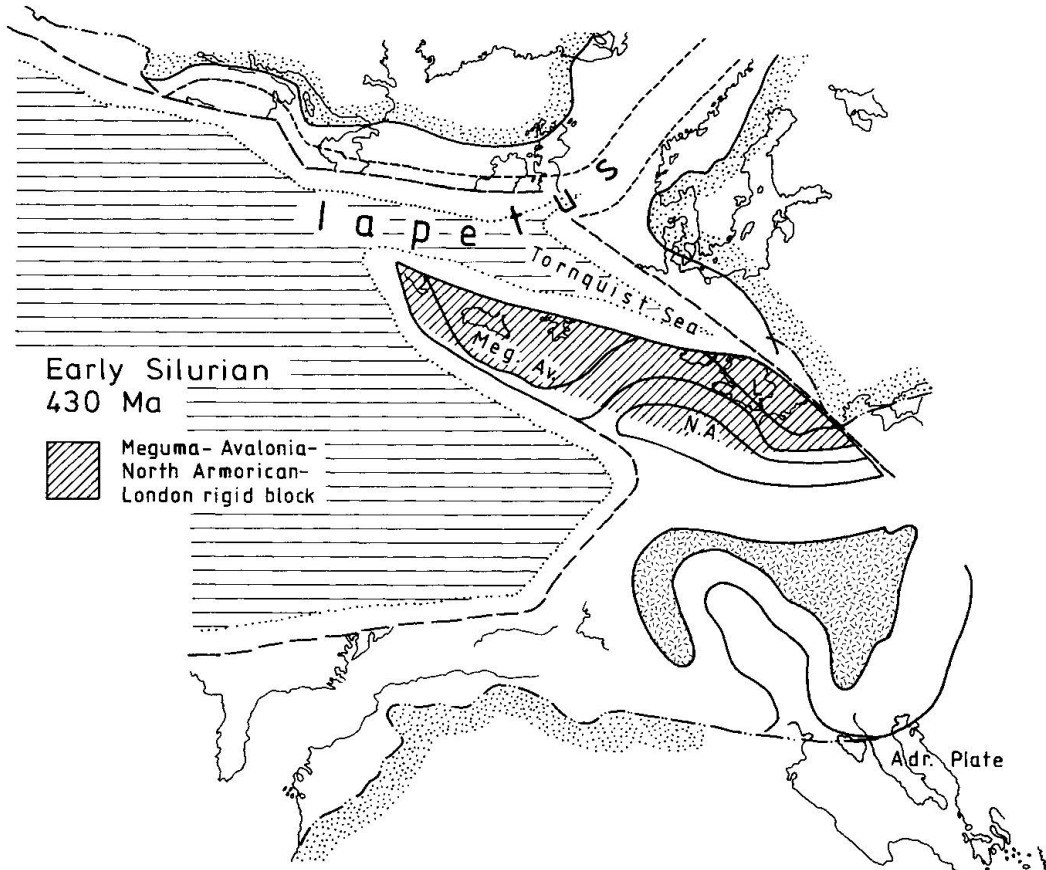 Iapetus
Tornquist Sea
Meg. Av.
N A
Early Silurian
430 Ma
Meguma- Avalonia-
North Armorican-
London rigid block
Adr. Plate